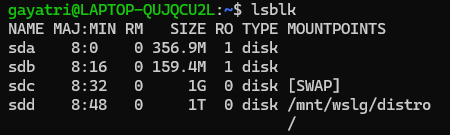 gayatri@LAPTOP-QUJQCU2L:~$ lsblk
NAME MAJ:MIN RM   SIZE RO TYPE MOUNTPOINTS
sda    8:0    0 356.9M  1 disk
sdb    8:16   0 159.4M  1 disk
sdc    8:32   0     1G  0 disk [SWAP]
sdd    8:48   0     1T  0 disk /mnt/wslg/distro
                               /